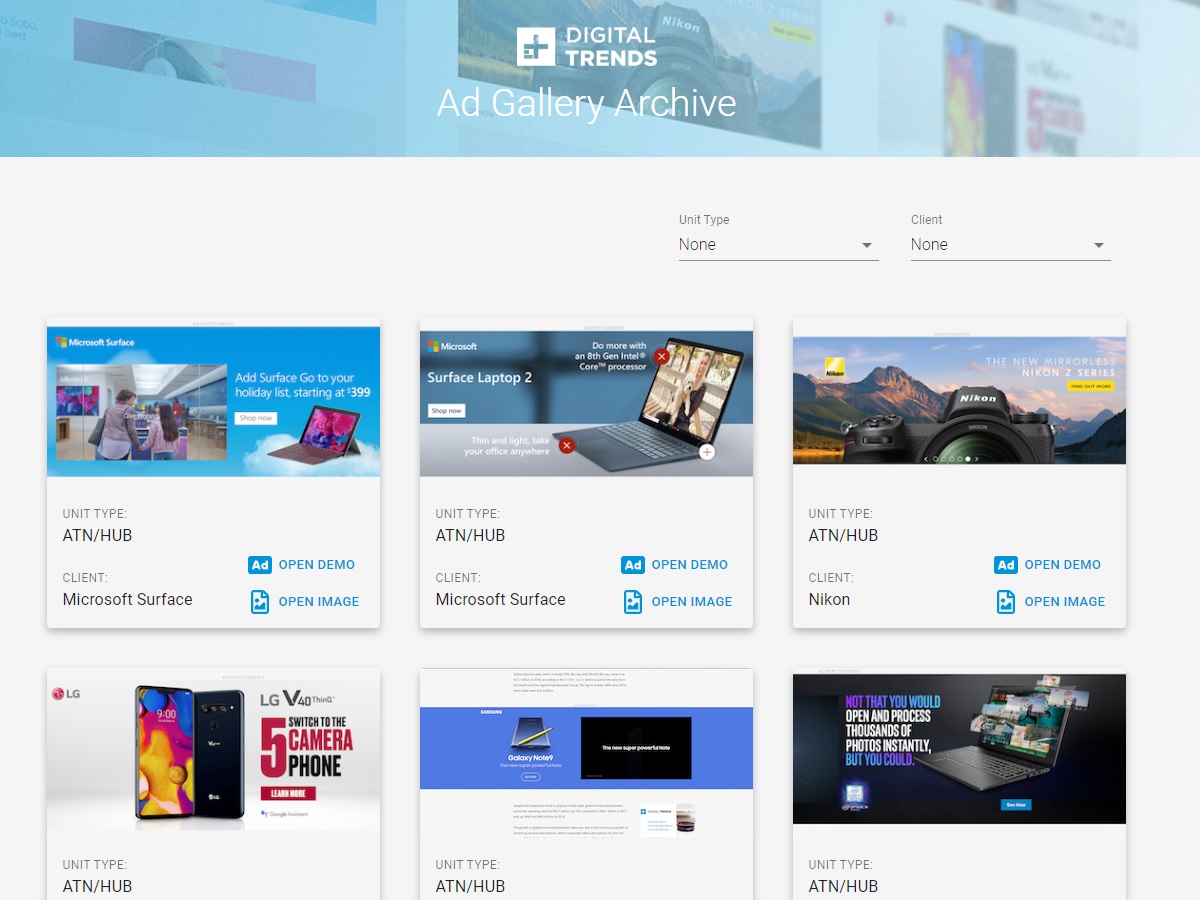 DIGITAL
TRENDS
Ad Gallery Archive
Nikon
5
Unit Type
None
Client
None
ADVERTISEMENT
Microsoft Surface
Add Surface Go to your
holiday list, starting at $399
Shop now
UNIT TYPE:
ATN/HUB
CLIENT:
Microsoft Surface
Ad OPEN DEMO
OPEN IMAGE
ADVERTISEMENT
Microsoft
Surface Laptop 2
Shop now
Do more with
an 8th Gen Intel®
Core™ processor
Thin and light, take
your office anywhere
UNIT TYPE:
ATN/HUB
CLIENT:
Microsoft Surface
Ad OPEN DEMO
OPEN IMAGE
ADVERTISEMENT
Nikon
THE NEW MIRRORLESS
NIKON Z SERIES
FIND OUT MORE
Nikon
UNIT TYPE:
ATN/HUB
CLIENT:
Nikon
Ad OPEN DEMO
OPEN IMAGE
ADVERTISEMENT
LG
9:00
LG V40 ThinQ
SWITCH TO THE
5 CAMERA
PHONE
LEARN MORE
Google Assistant
UNIT TYPE:
ATN/HUB
SAMSUNG
Galaxy Note9
The new super powerful Note
The new super powerful Note
UNIT TYPE:
ATN/HUB
ADVERTISEMENT
NOT THAT YOU WOULD
OPEN AND PROCESS
THOUSANDS OF
PHOTOS INSTANTLY,
BUT YOU COULD.
See How
UNIT TYPE:
ATN/HUB